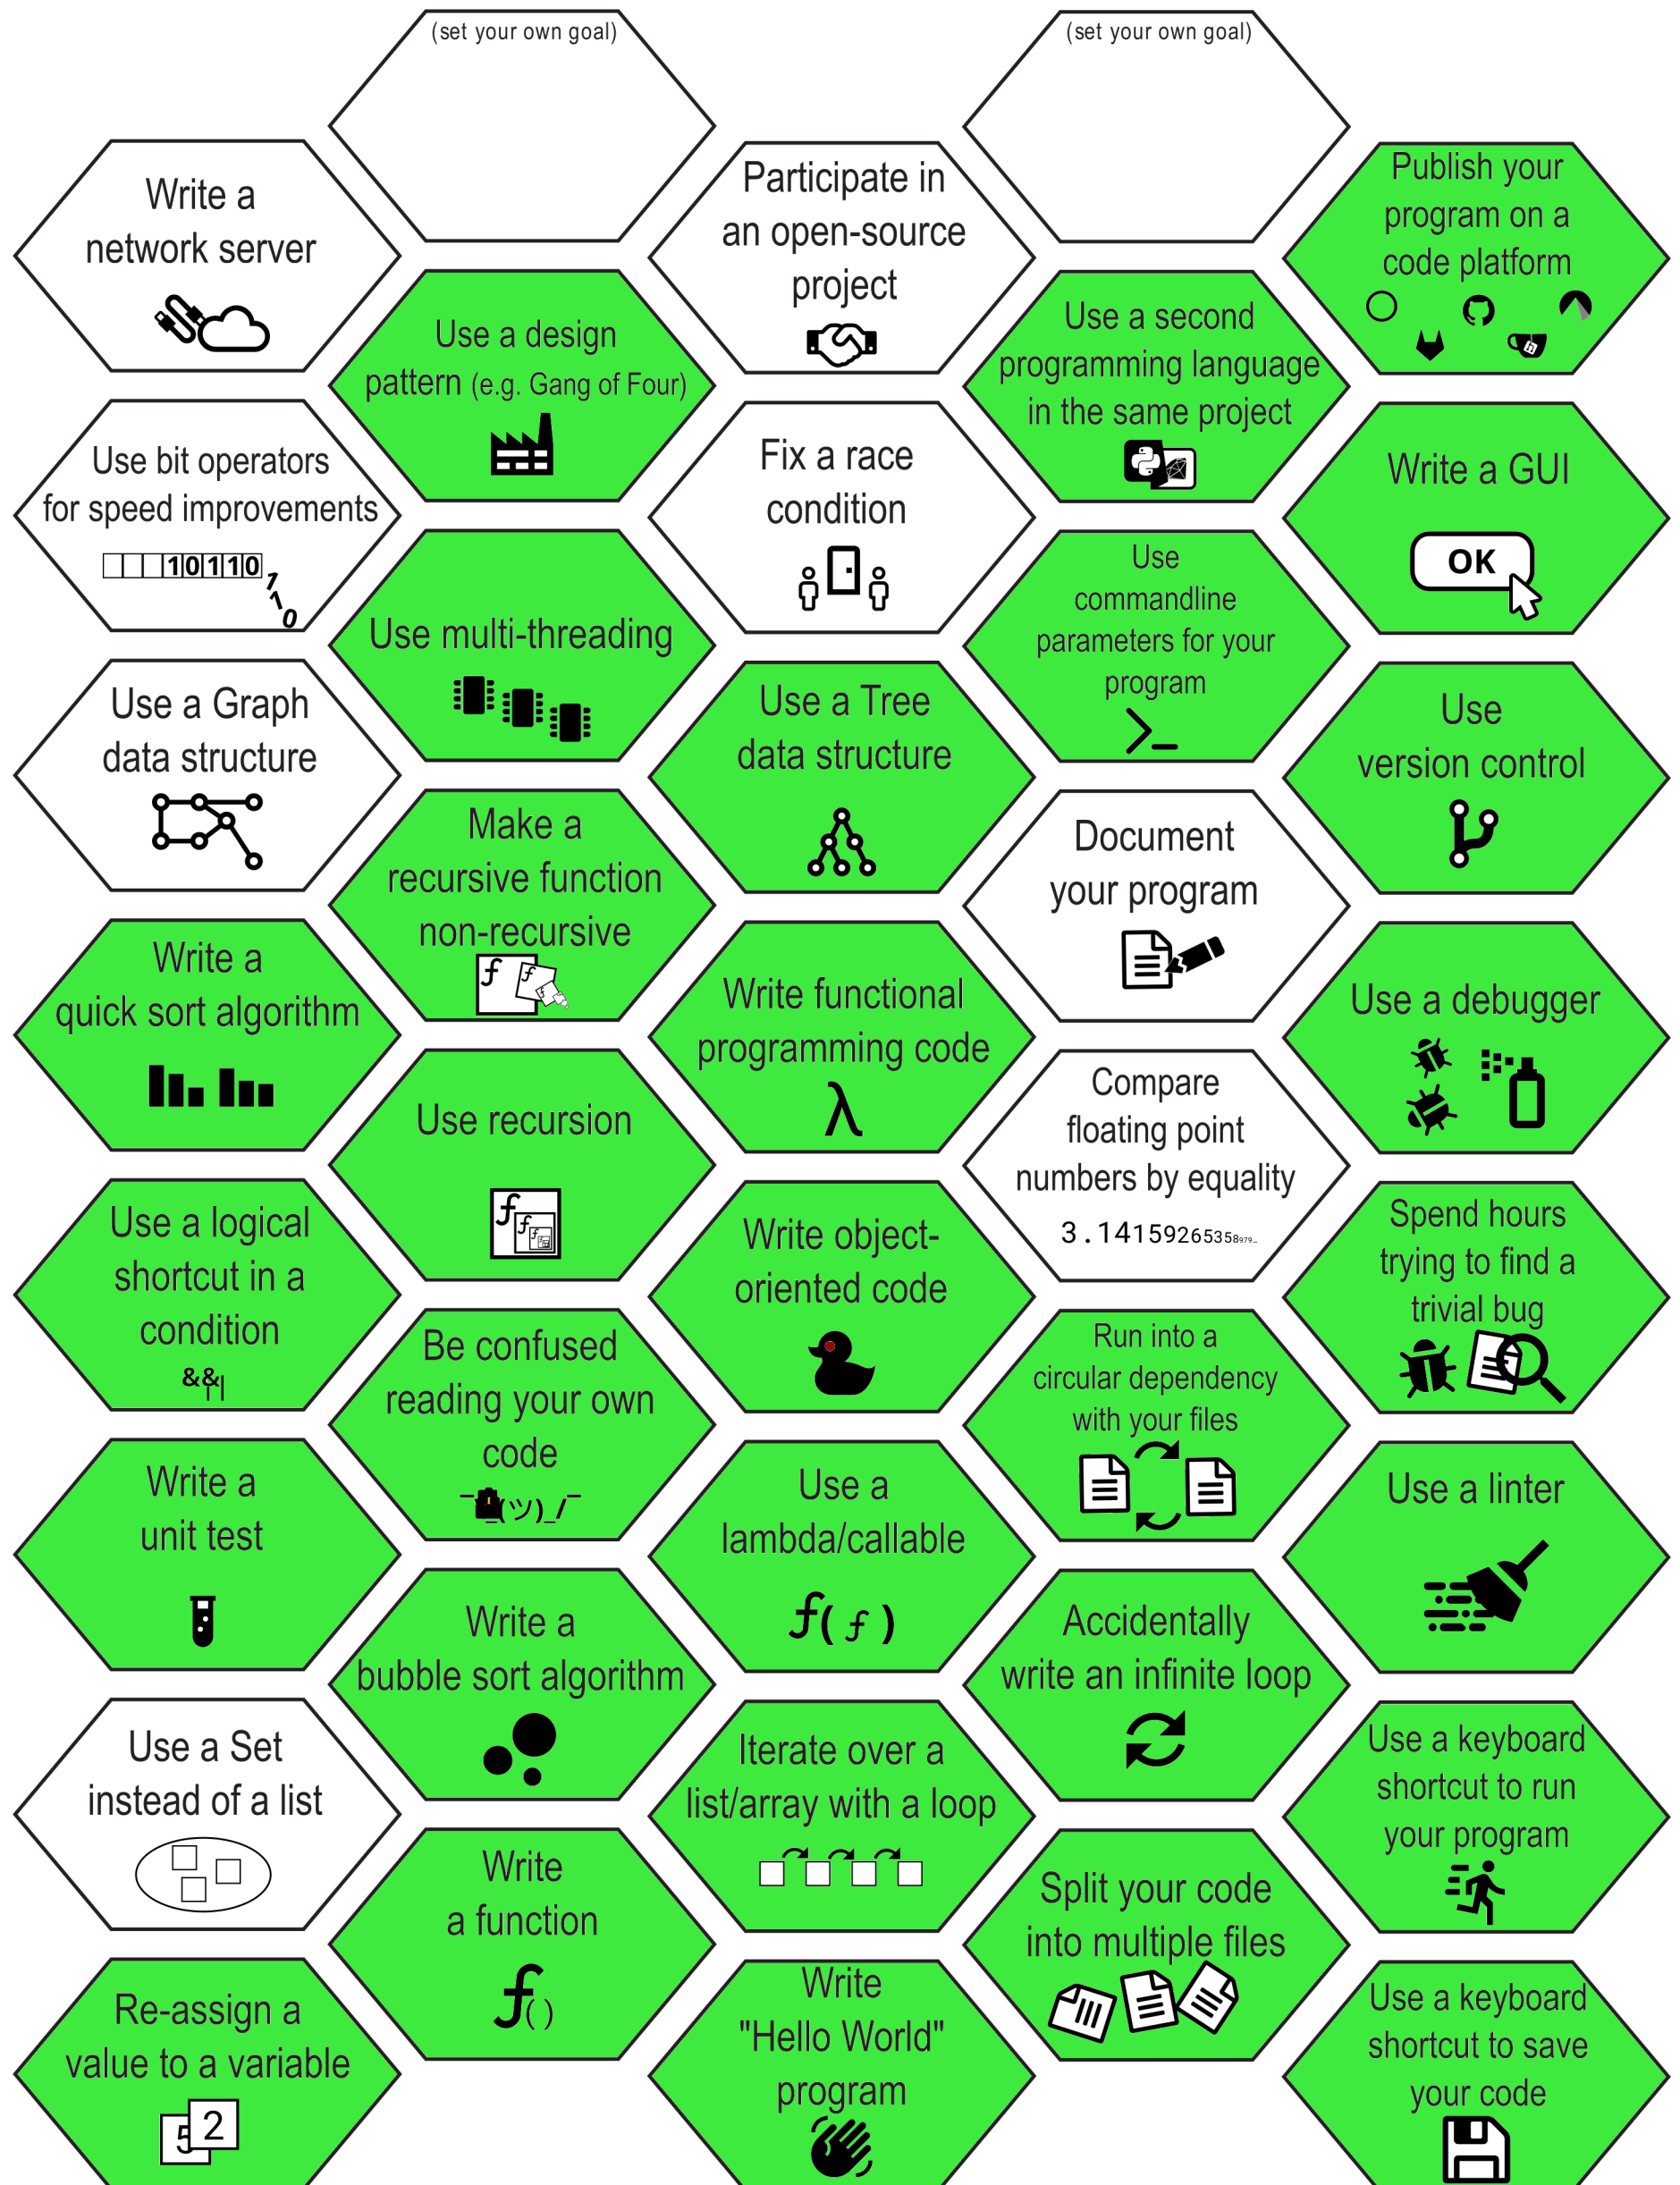 (set your own goal)
(set your own goal)
Write a
network server
Participate in
an open-source
project
Publish your
program on a
code platform
Use a design
pattern (e.g. Gang of Four)
Use a second
programming language
in the same project
Use bit operators
for speed improvements
10110
1
1
0
Fix a race
condition
Write a GUI
OK
Use multi-threading
Use
commandline
parameters for your
program
>_
Use a Graph
data structure
Use a Tree
data structure
Use
version control
Make a
recursive function
non-recursive
f f f
Document
your program
Write a
quick sort algorithm
Write functional
programming code
λ
Use a debugger
Use recursion
f f f
Compare
floating point
numbers by equality
3.14159265358979...
Use a logical
shortcut in a
condition
&&||
Write object-
oriented code
Spend hours
trying to find a
trivial bug
Be confused
reading your own
code
¯\_(ツ)_/¯
Run into a
circular dependency
with your files
Write a
unit test
Use a
lambda/callable
f( f )
Use a linter
Write a
bubble sort algorithm
Accidentally
write an infinite loop
Use a Set
instead of a list
Iterate over a
list/array with a loop
Use a keyboard
shortcut to run
your program
Write
a function
f()
Split your code
into multiple files
Re-assign a
value to a variable
5 2
Write
"Hello World"
program
Use a keyboard
shortcut to save
your code